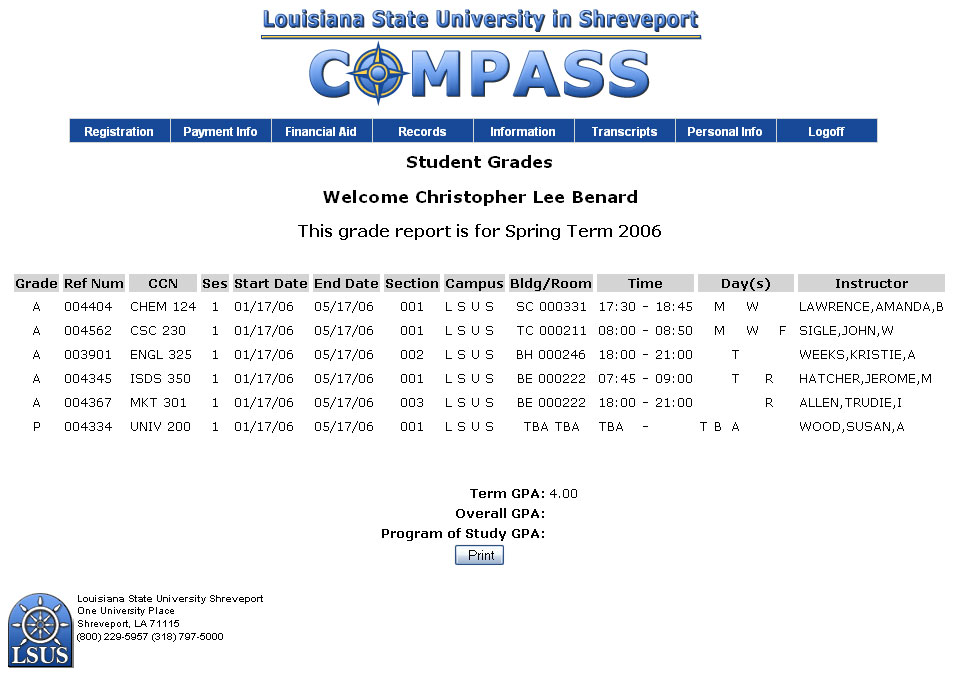 Louisiana State University in Shreveport
COMPASS
Registration Payment Info Financial Aid Records Information Transcripts Personal Info Logoff
Student Grades
Welcome Christopher Lee Benard
This grade report is for Spring Term 2006
Grade Ref Num CCN Ses Start Date End Date Section Campus Bldg/Room Time Day(s) Instructor
A 004404 CHEM 124 1 01/17/06 05/17/06 001 L S U S SC 000331 17:30 - 18:45 M W LAWRENCE,AMANDA,B
A 004562 CSC 230 1 01/17/06 05/17/06 001 L S U S TC 000211 08:00 - 08:50 M W F SIGLE,JOHN,W
A 003901 ENGL 325 1 01/17/06 05/17/06 002 L S U S BH 000246 18:00 - 21:00 T WEEKS,KRISTIE,A
A 004345 ISDS 350 1 01/17/06 05/17/06 001 L S U S BE 000222 07:45 - 09:00 T R HATCHER,JEROME,M
A 004367 MKT 301 1 01/17/06 05/17/06 003 L S U S BE 000222 18:00 - 21:00 R ALLEN,TRUDIE,I
P 004334 UNIV 200 1 01/17/06 05/17/06 001 L S U S TBA TBA TBA - T B A WOOD,SUSAN,A
Term GPA: 4.00
Overall GPA:
Program of Study GPA:
Print
Louisiana State University Shreveport
One University Place
Shreveport, LA 71115
(800) 229-5957 (318) 797-5000
LSUS